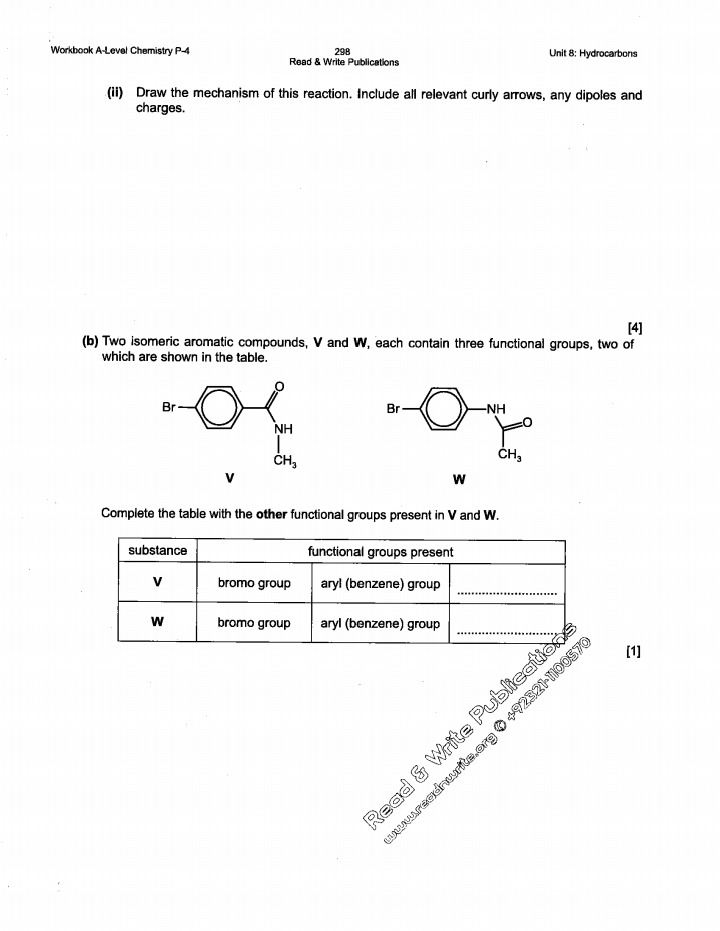 Workbook A-Level Chemistry P-4
298
Read & Write Publications
Unit 8: Hydrocarbons
(ii) Draw the mechanism of this reaction. Include all relevant curly arrows, any dipoles and
charges.
[4]
(b) Two isomeric aromatic compounds, V and W, each contain three functional groups, two of
which are shown in the table.
Br
O
NH
CH3
V
Br
NH
O
CH3
W
Complete the table with the other functional groups present in V and W.
substance functional groups present
V bromo group aryl (benzene) group ............................
W bromo group aryl (benzene) group ............................
[1]
Read & Write Publications
www.readnwrite.org © +92321-1100570